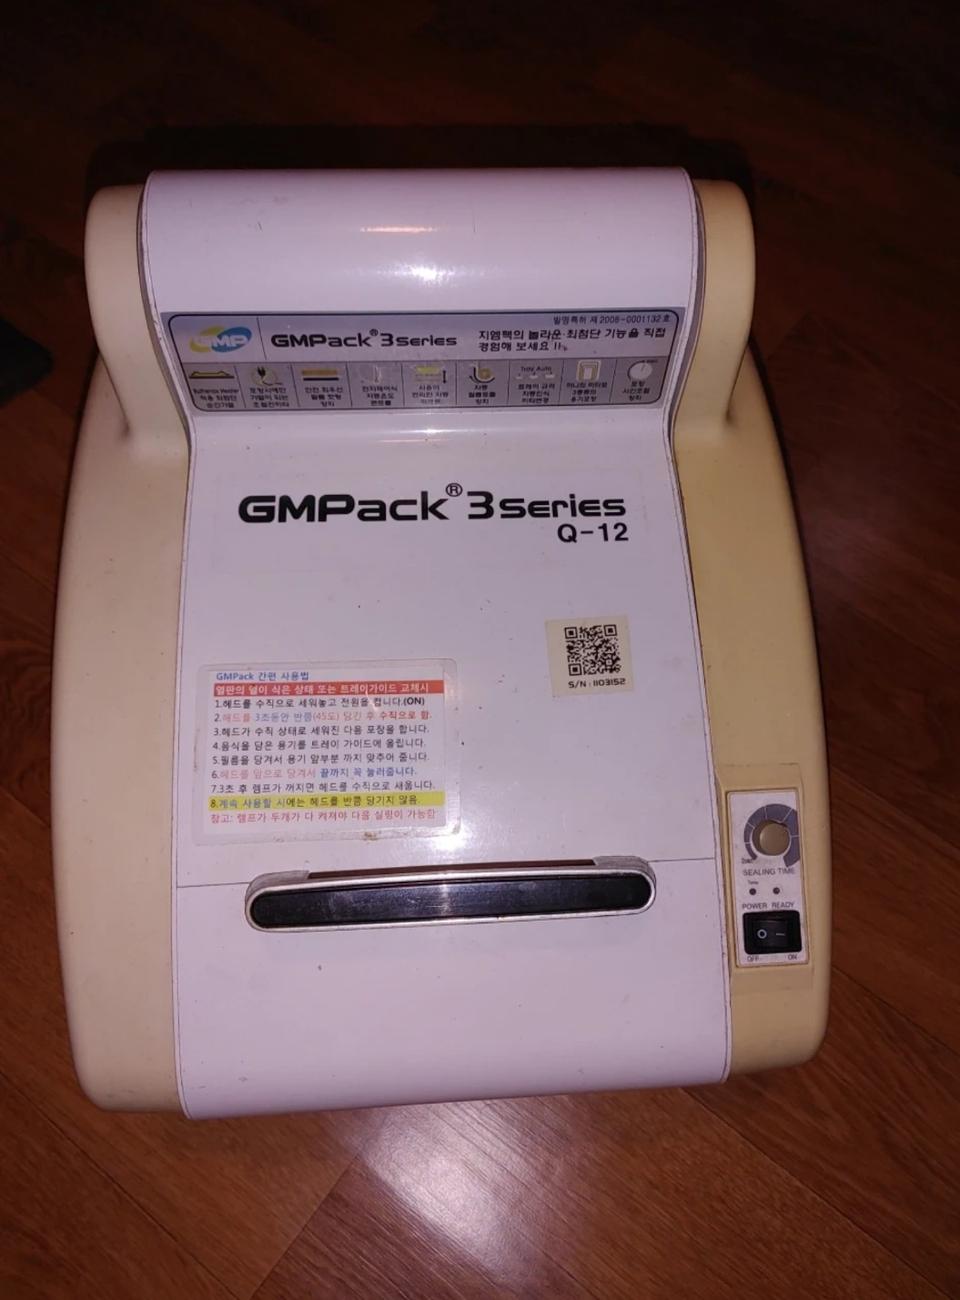 발명특허 제2008-0001132호
GMP
GMPack® 3series
지엠팩의 놀라운·최첨단 기능을 직접
경험해 보세요 !!
Tray Auto
GMPack® 3series
Q-12
S/N : 1103152
GMPack 간편 사용법
열판의 열이 식은 상태 또는 트레이가이드 교체시
1.헤드를 수직으로 세워놓고 전원을 켭니다.(ON)
2.헤드를 3초동안 반쯤(45도) 당긴 후 수직으로 함.
3.헤드가 수직 상태로 세워진 다음 포장을 합니다.
4.음식을 담은 용기를 트레이 가이드에 올립니다.
5.필름을 당겨서 용기 앞부분 까지 맞추어 줍니다.
6.헤드를 앞으로 당겨서 끝까지 꼭 눌러줍니다.
7.3초 후 램프가 꺼지면 헤드를 수직으로 세웁니다.
8.계속 사용할 시에는 헤드를 반쯤 당기지 않음
참고: 램프가 두개가 다 켜져야 다음 실링이 가능함
SEALING TIME
POWER READY
OFF ON